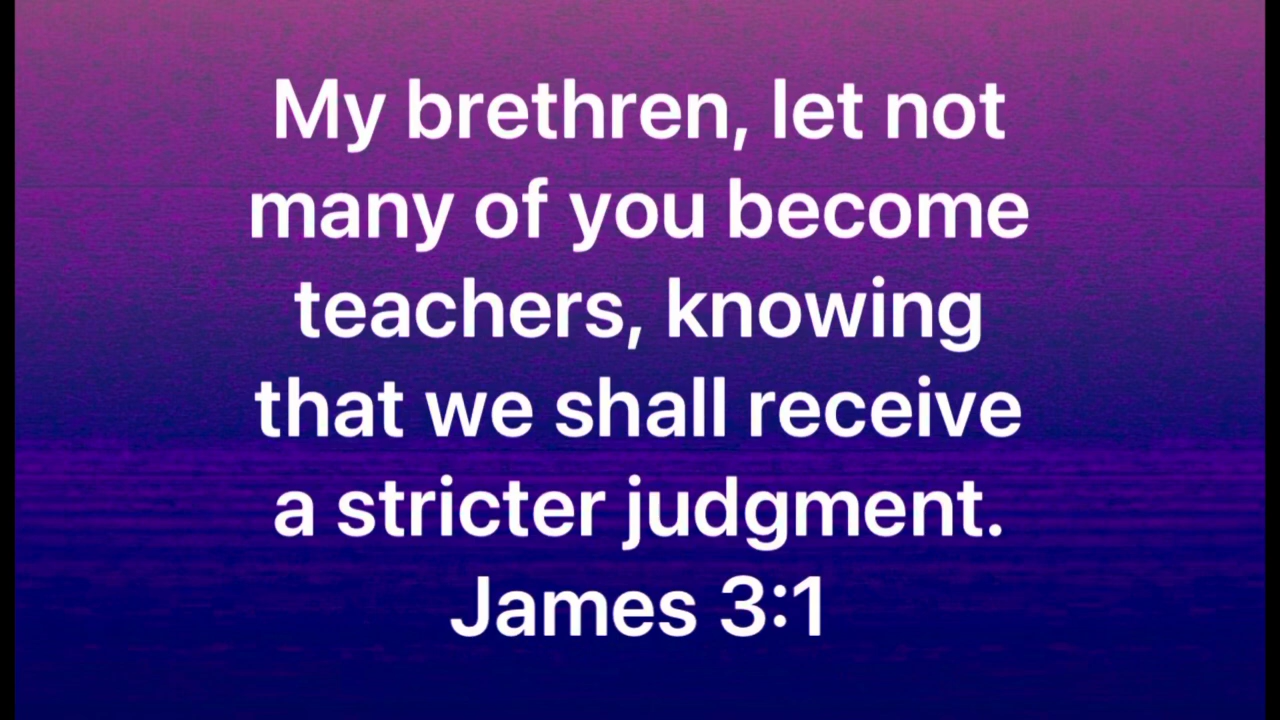 My brethren, let not
many of you become
teachers, knowing
that we shall receive
a stricter judgment.
James 3:1